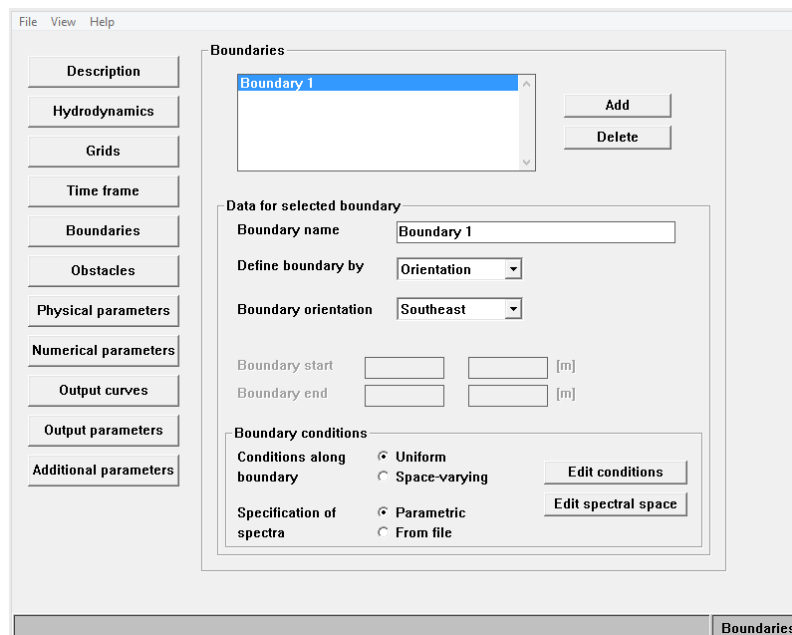 File View Help
Description
Hydrodynamics
Grids
Time frame
Boundaries
Obstacles
Physical parameters
Numerical parameters
Output curves
Output parameters
Additional parameters
Boundaries
Boundary 1
Add
Delete
Data for selected boundary
Boundary name Boundary 1
Define boundary by Orientation
Boundary orientation Southeast
Boundary start [m]
Boundary end [m]
Boundary conditions
Conditions along boundary
Uniform
Space-varying
Edit conditions
Specification of spectra
Parametric
From file
Edit spectral space
Boundaries